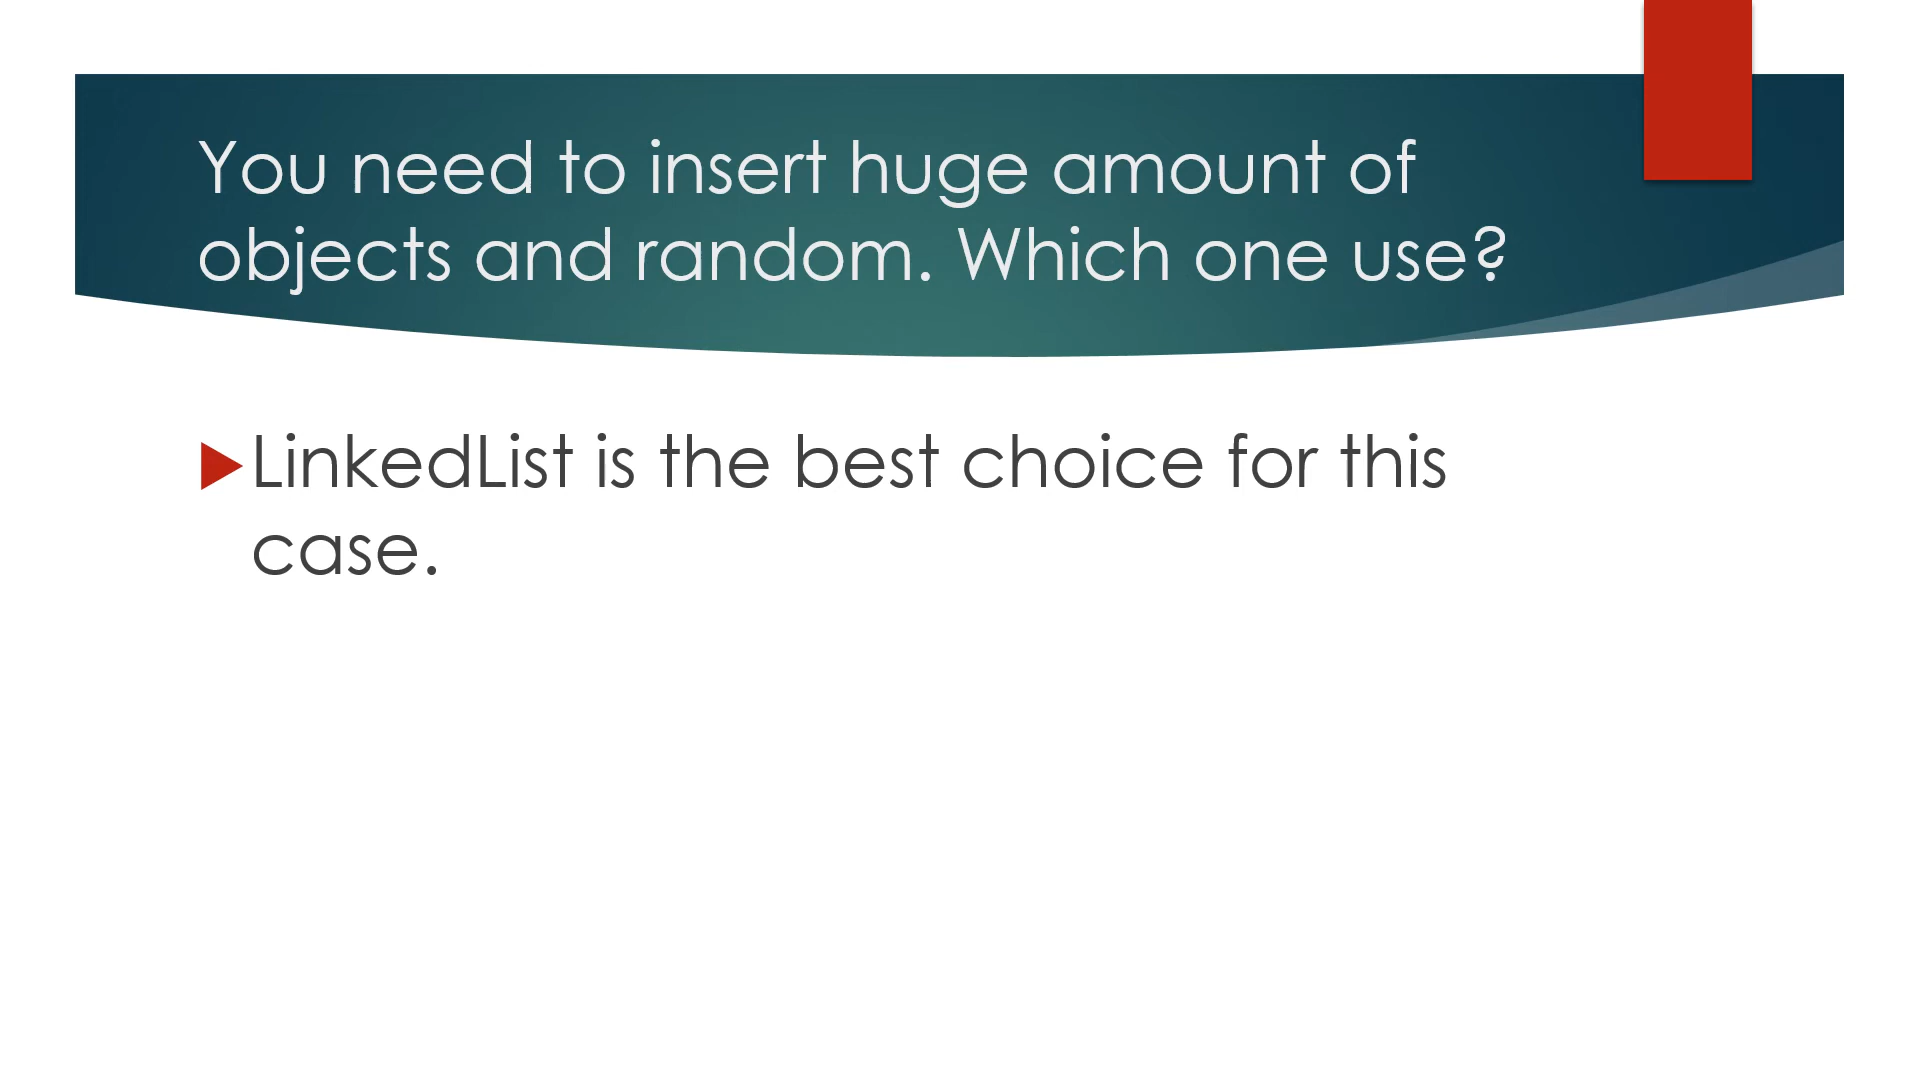 You need to insert huge amount of
objects and random. Which one use?
LinkedList is the best choice for this
case.